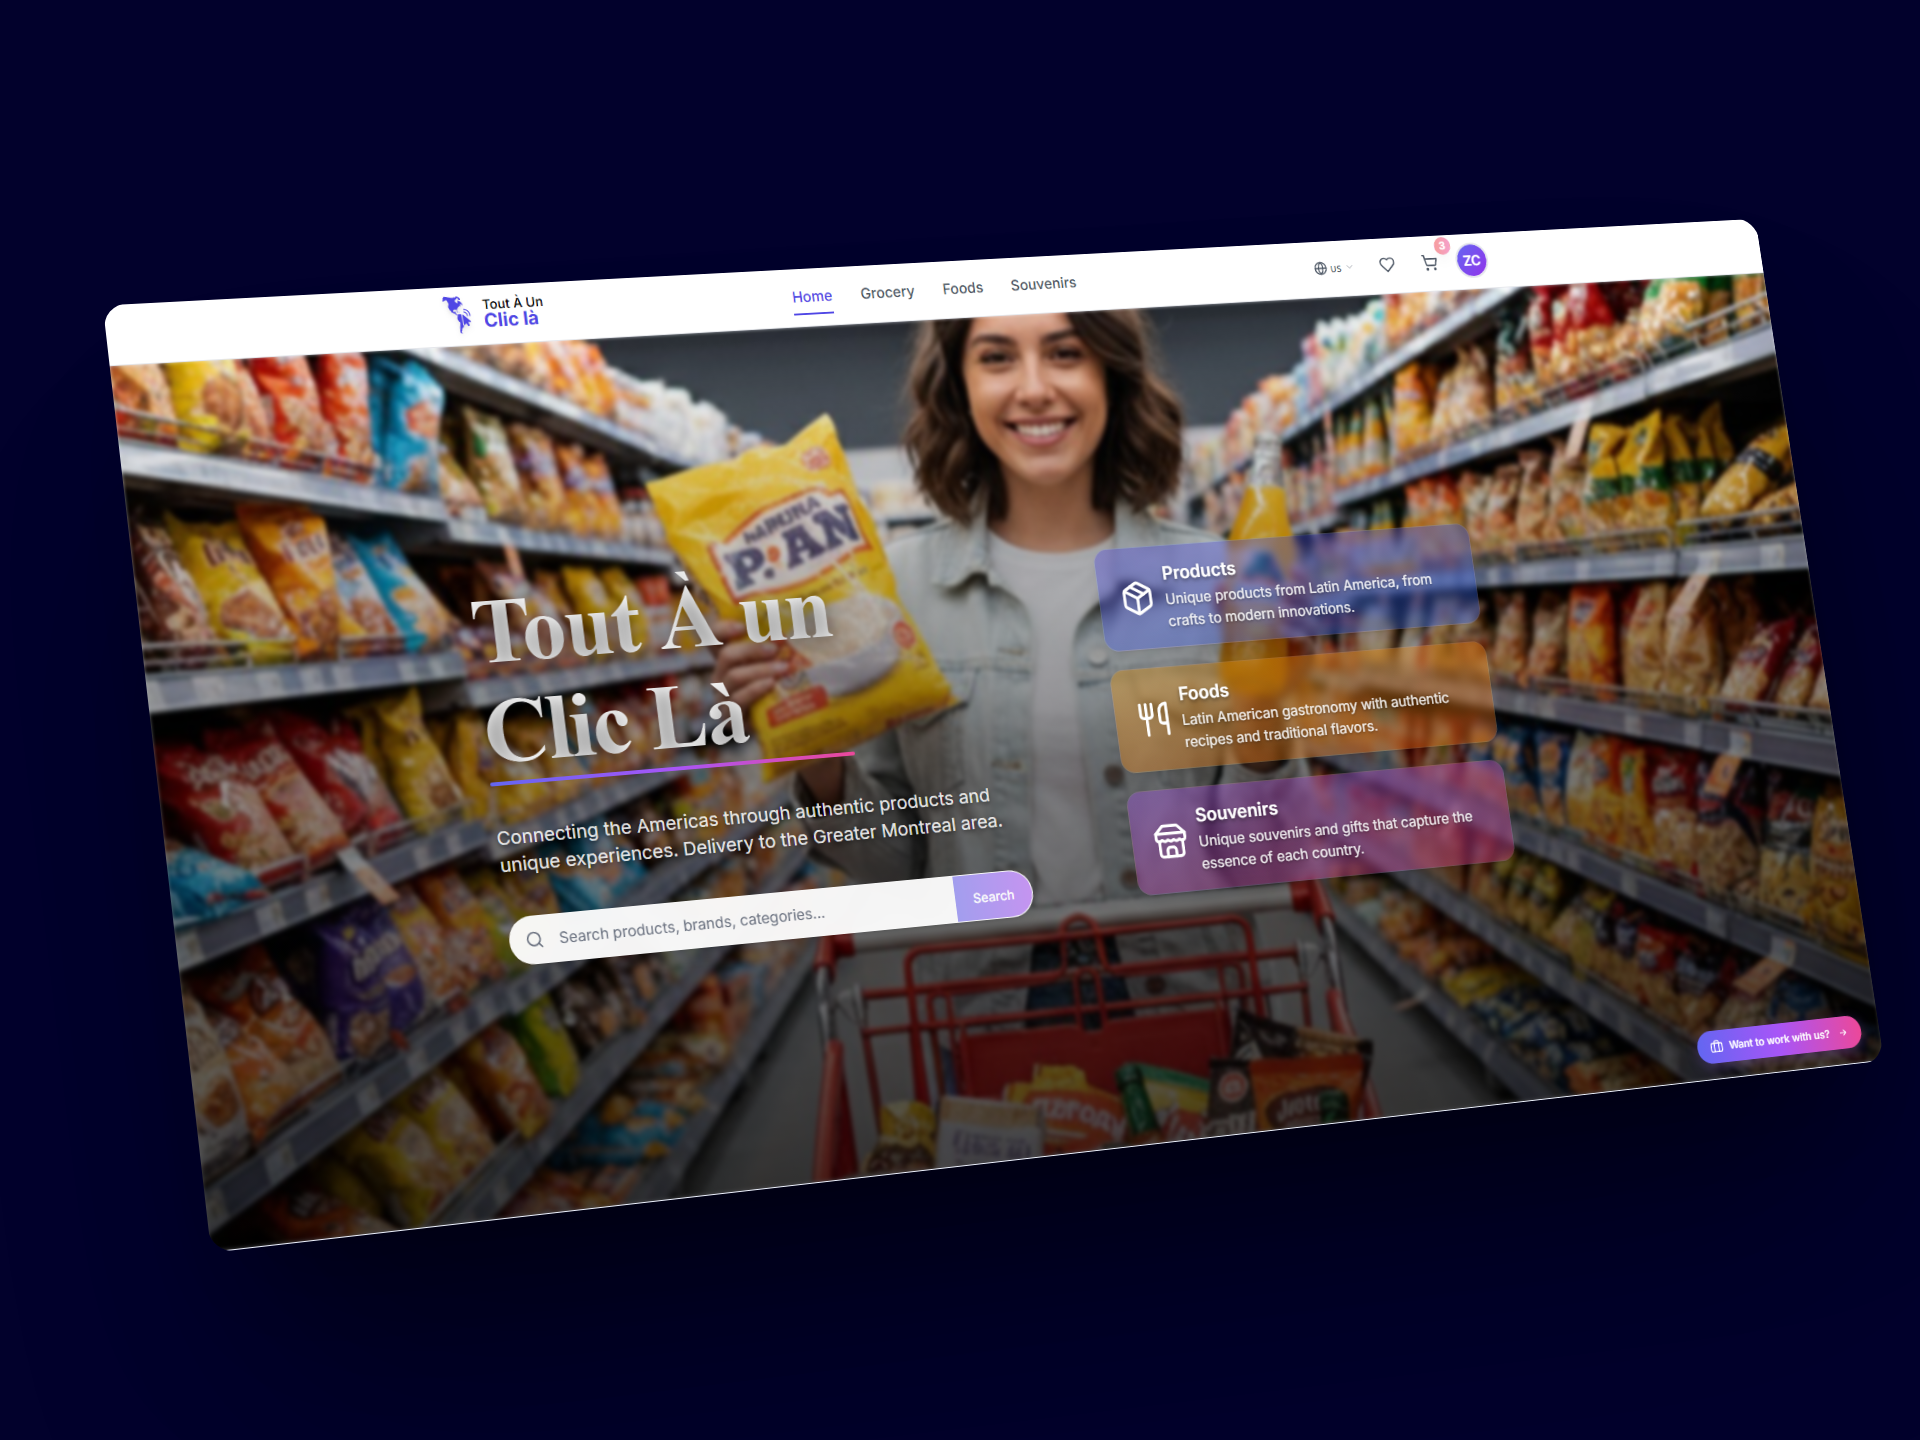 Tout À Un
Clic là
Home
Grocery
Foods
Souvenirs
US
3
ZC
HARINA
P.AN
Tout À un
Clic Là
Connecting the Americas through authentic products and
unique experiences. Delivery to the Greater Montreal area.
Search products, brands, categories...
Search
Products
Unique products from Latin America, from
crafts to modern innovations.
Foods
Latin American gastronomy with authentic
recipes and traditional flavors.
Souvenirs
Unique souvenirs and gifts that capture the
essence of each country.
Want to work with us?